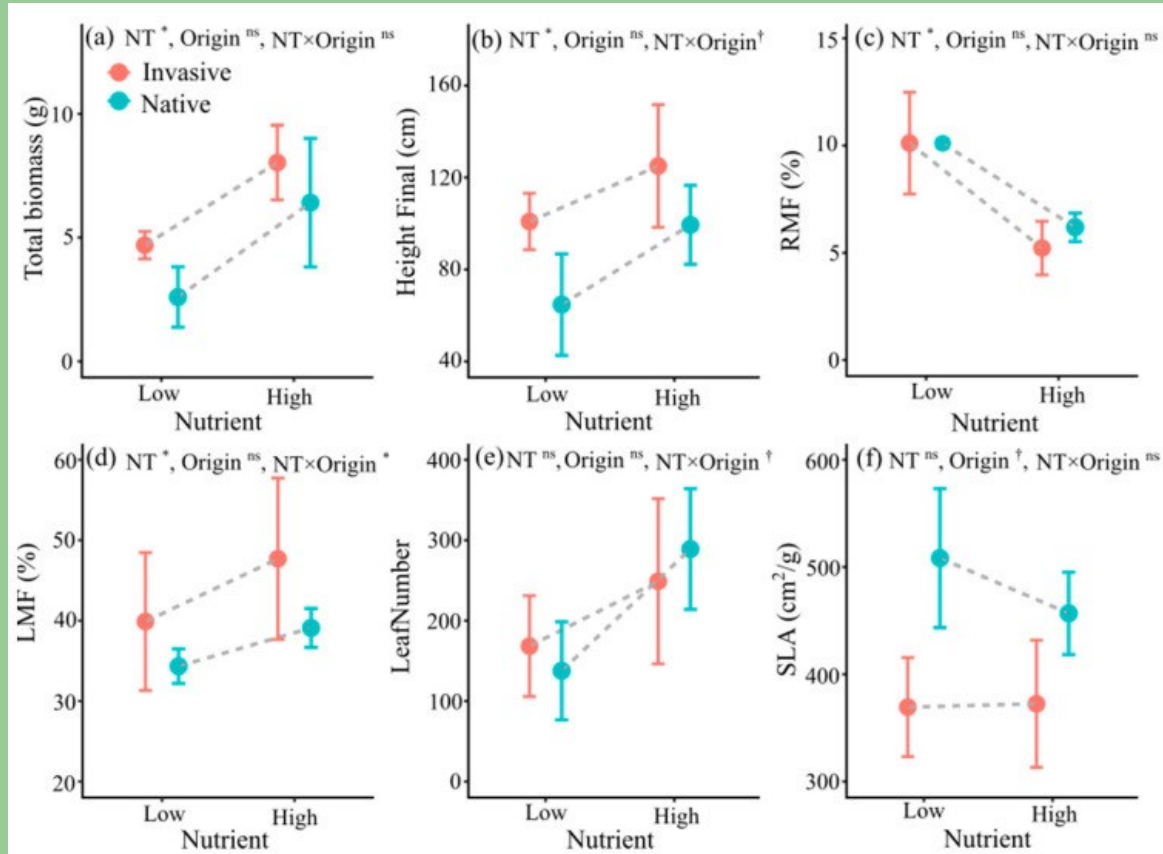 (a) NT *, Origin ns, NT×Origin ns
Invasive
Native
Total biomass (g)
10
5
0
Low
High
Nutrient
(b) NT *, Origin ns, NT×Origin†
Height Final (cm)
160
120
80
40
Low
High
Nutrient
(c) NT *, Origin ns, NT×Origin ns
RMF (%)
15
10
5
0
Low
High
Nutrient
(d) NT *, Origin ns, NT×Origin *
LMF (%)
60
50
40
30
20
Low
High
Nutrient
(e) NT ns, Origin ns, NT×Origin †
LeafNumber
400
300
200
100
0
Low
High
Nutrient
(f) NT ns, Origin †, NT×Origin ns
SLA (cm²/g)
600
500
400
300
Low
High
Nutrient